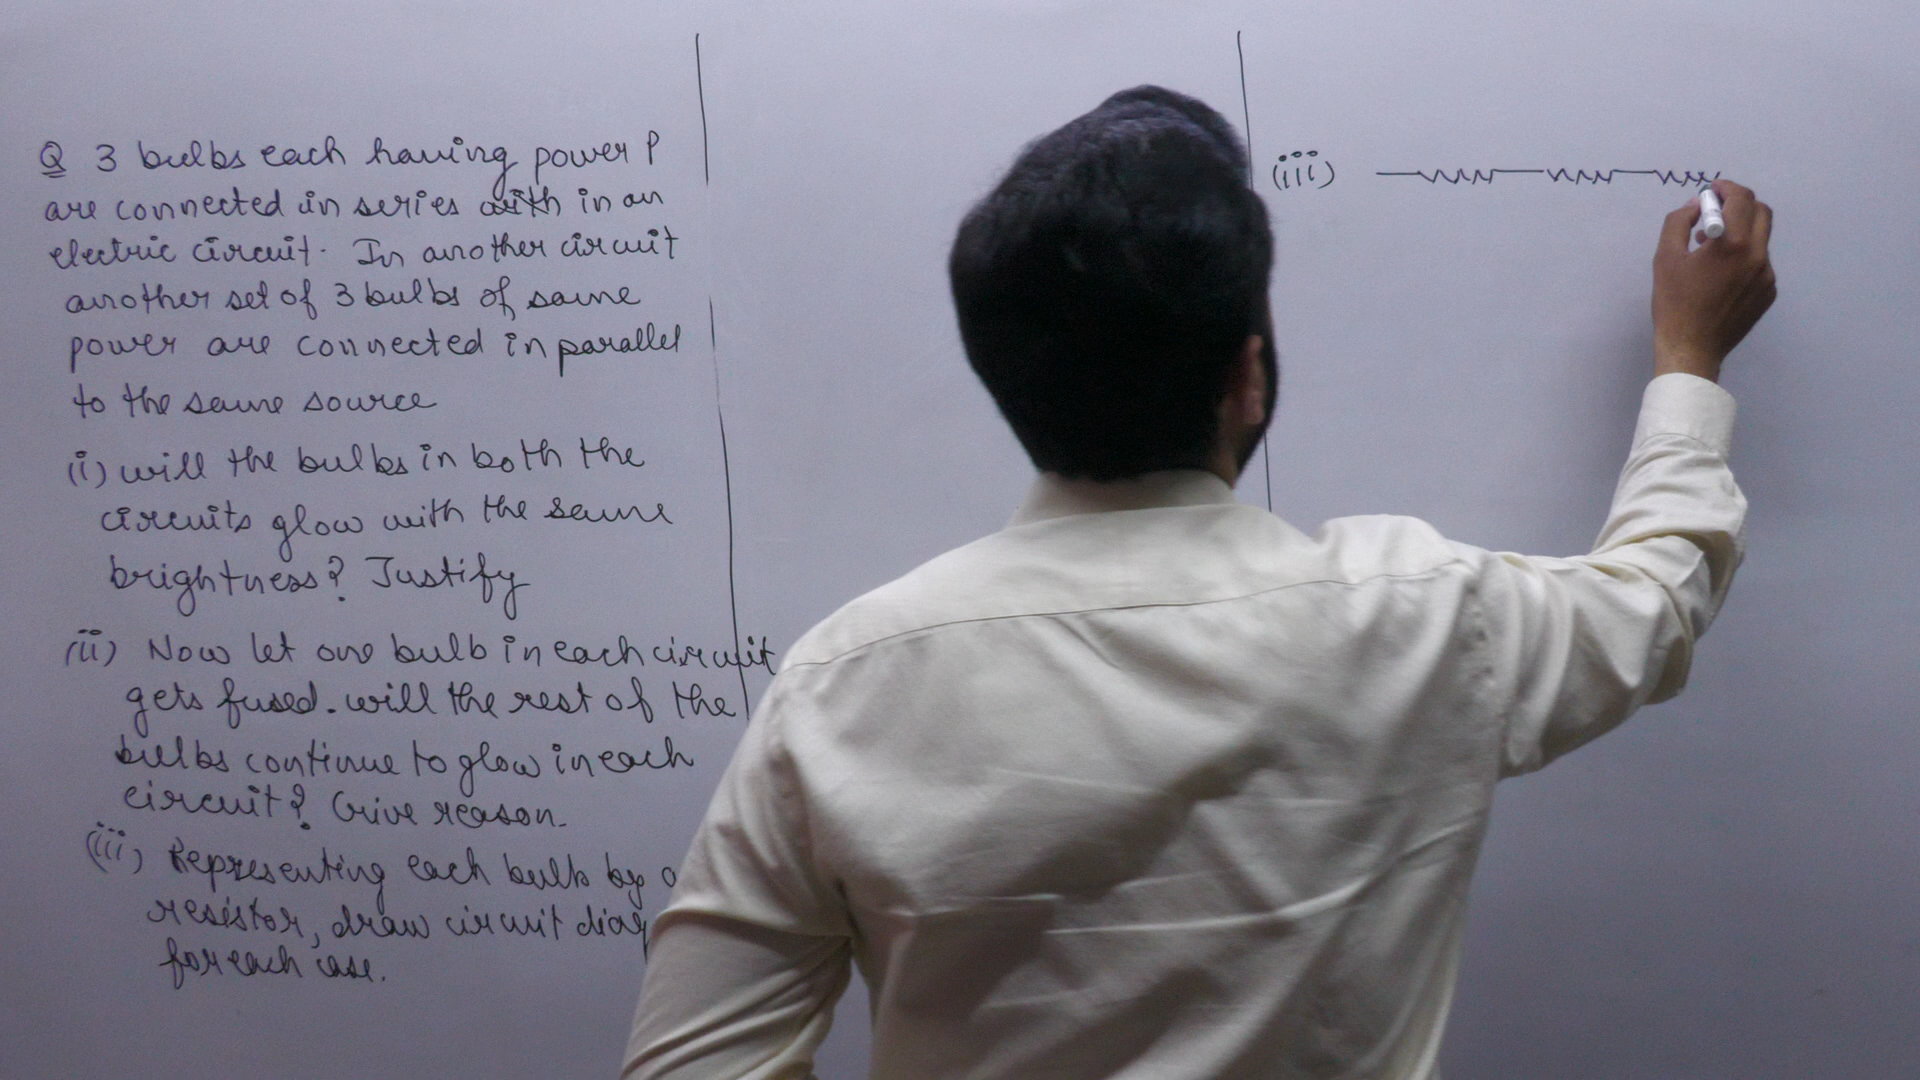 Q 3 bulbs each having power P
are connected in series with in an
electric circuit. In another circuit
another set of 3 bulbs of same
power are connected in parallel
to the same source
(i) will the bulbs in both the
circuits glow with the same
brightness? Justify
(ii) Now let one bulb in each circuit
gets fused. will the rest of the
bulbs continue to glow in each
circuit? Give reason.
(iii) Representing each bulb by a
resistor, draw circuit diag
for each case.
(iii)